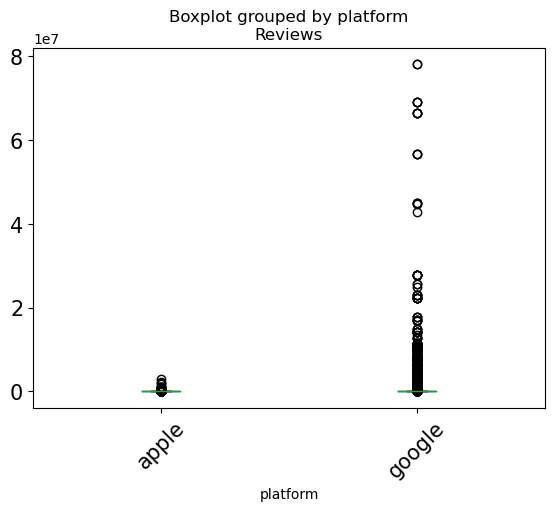 Boxplot grouped by platform
Reviews
1e7
8
6
4
2
0
apple
google
platform